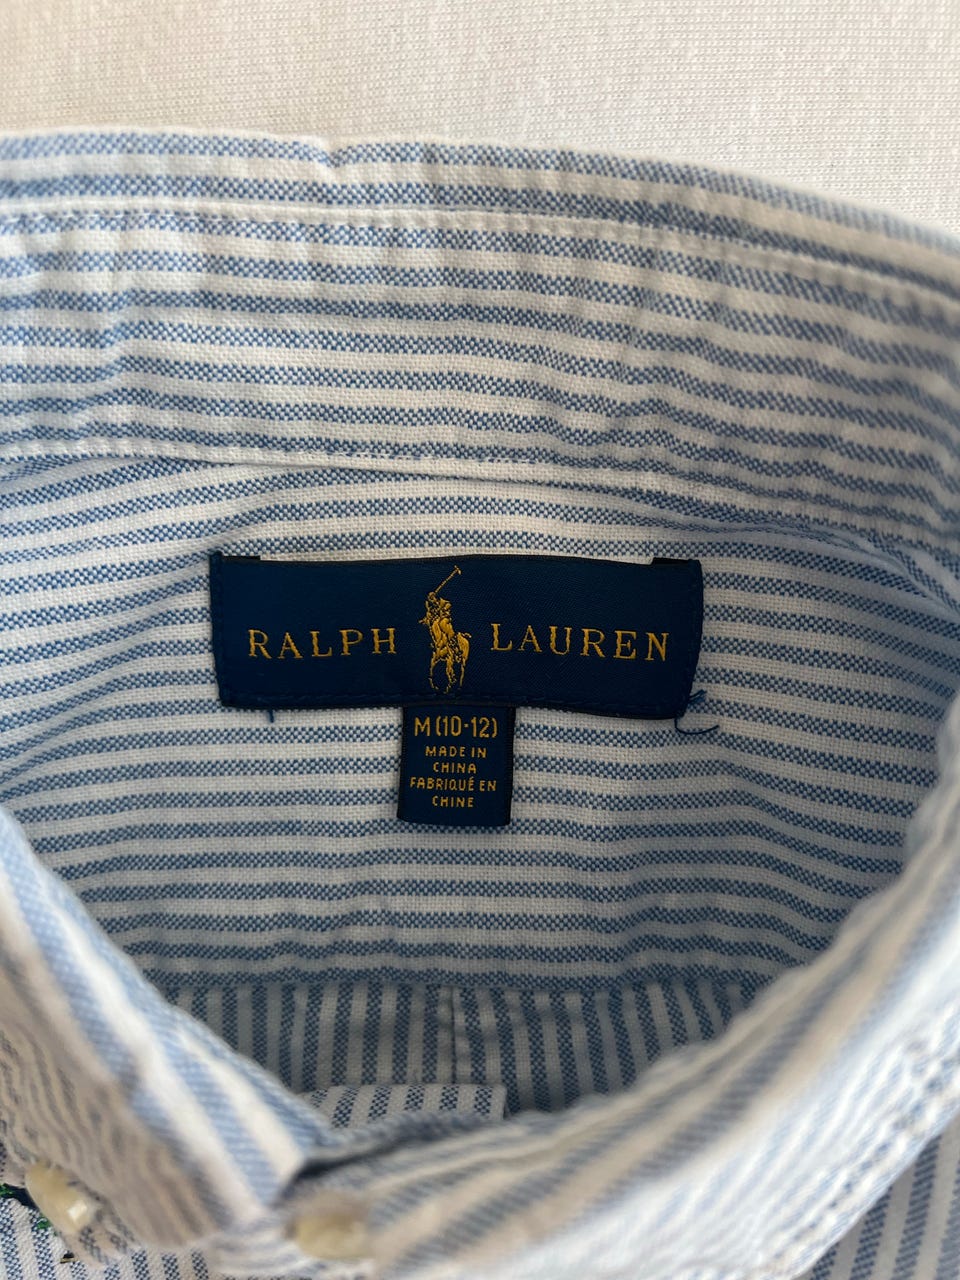 RALPH LAUREN
M(10-12)
MADE IN
CHINA
FABRIQUÉ EN
CHINE